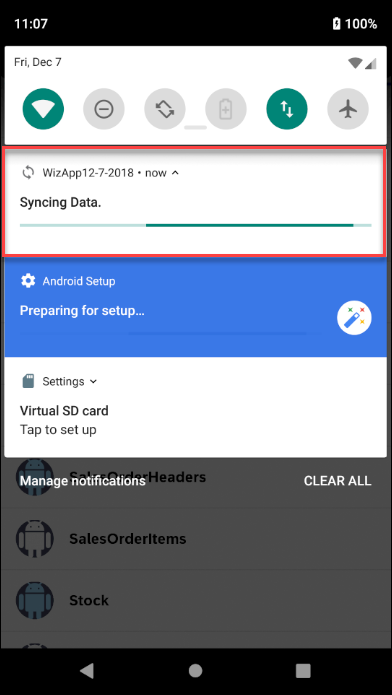 11:07 100%
Fri, Dec 7
WizApp12-7-2018 • now
Syncing Data.
Android Setup
Preparing for setup...
Settings
Virtual SD card
Tap to set up
SalesOrderHeaders
Manage notifications CLEAR ALL
SalesOrderItems
Stock